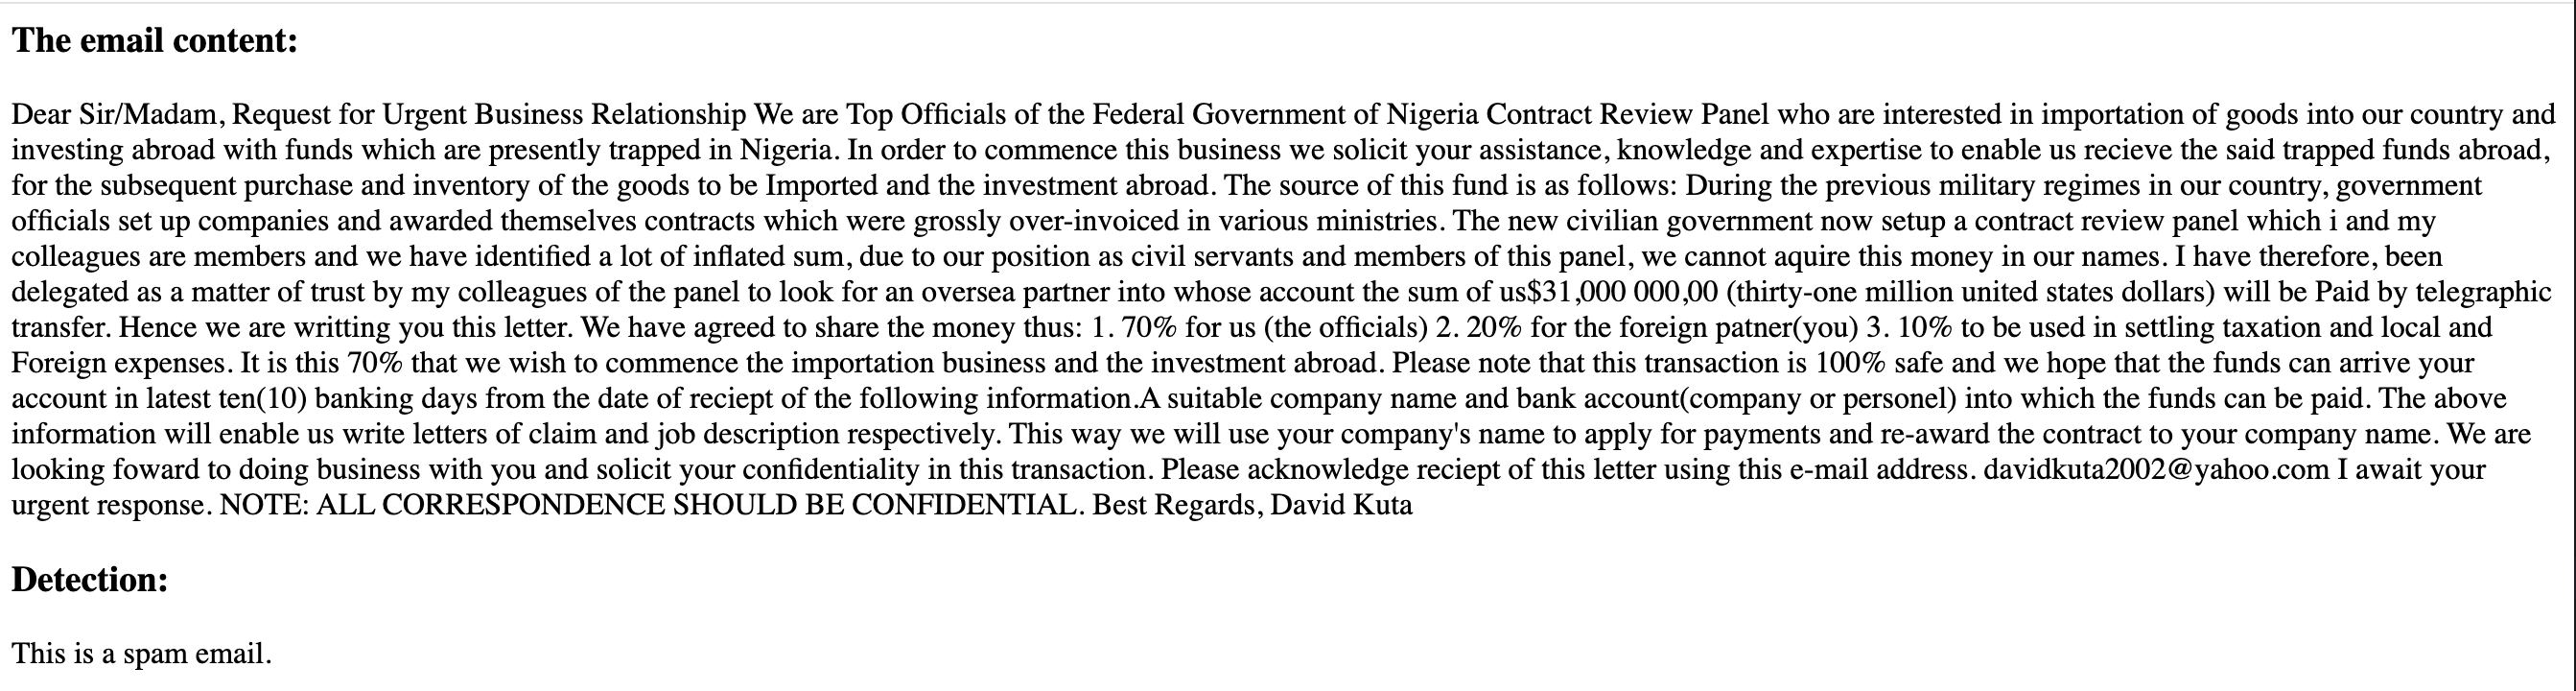 The email content:
Dear Sir/Madam, Request for Urgent Business Relationship We are Top Officials of the Federal Government of Nigeria Contract Review Panel who are interested in importation of goods into our country and
investing abroad with funds which are presently trapped in Nigeria. In order to commence this business we solicit your assistance, knowledge and expertise to enable us recieve the said trapped funds abroad,
for the subsequent purchase and inventory of the goods to be Imported and the investment abroad. The source of this fund is as follows: During the previous military regimes in our country, government
officials set up companies and awarded themselves contracts which were grossly over-invoiced in various ministries. The new civilian government now setup a contract review panel which i and my
colleagues are members and we have identified a lot of inflated sum, due to our position as civil servants and members of this panel, we cannot aquire this money in our names. I have therefore, been
delegated as a matter of trust by my colleagues of the panel to look for an oversea partner into whose account the sum of us$31,000 000,00 (thirty-one million united states dollars) will be Paid by telegraphic
transfer. Hence we are writting you this letter. We have agreed to share the money thus: 1. 70% for us (the officials) 2. 20% for the foreign patner(you) 3. 10% to be used in settling taxation and local and
Foreign expenses. It is this 70% that we wish to commence the importation business and the investment abroad. Please note that this transaction is 100% safe and we hope that the funds can arrive your
account in latest ten(10) banking days from the date of reciept of the following information.A suitable company name and bank account(company or personel) into which the funds can be paid. The above
information will enable us write letters of claim and job description respectively. This way we will use your company's name to apply for payments and re-award the contract to your company name. We are
looking foward to doing business with you and solicit your confidentiality in this transaction. Please acknowledge reciept of this letter using this e-mail address. davidkuta2002@yahoo.com I await your
urgent response. NOTE: ALL CORRESPONDENCE SHOULD BE CONFIDENTIAL. Best Regards, David Kuta
Detection:
This is a spam email.